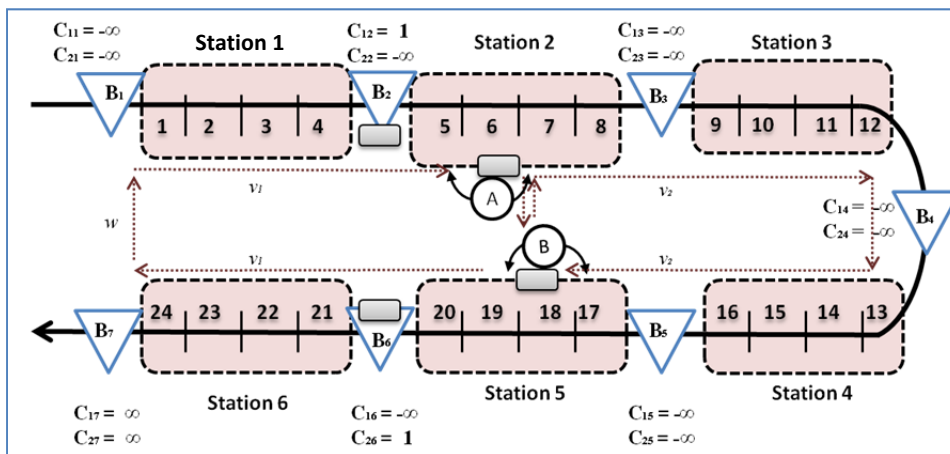 C₁₁ = -∞
C₂₁ = -∞
Station 1
C₁₂ = 1
C₂₂ = -∞
Station 2
C₁₃ = -∞
C₂₃ = -∞
Station 3
B₁
1 2 3 4
B₂
5 6 7 8
B₃
9 10 11 12
v₁
A
v₂
w
C₁₄ = -∞
C₂₄ = -∞
B₄
B
v₁
v₂
B₇
24 23 22 21
B₆
20 19 18 17
B₅
16 15 14 13
Station 6
Station 5
Station 4
C₁₇ = ∞
C₂₇ = ∞
C₁₆ = -∞
C₂₆ = 1
C₁₅ = -∞
C₂₅ = -∞